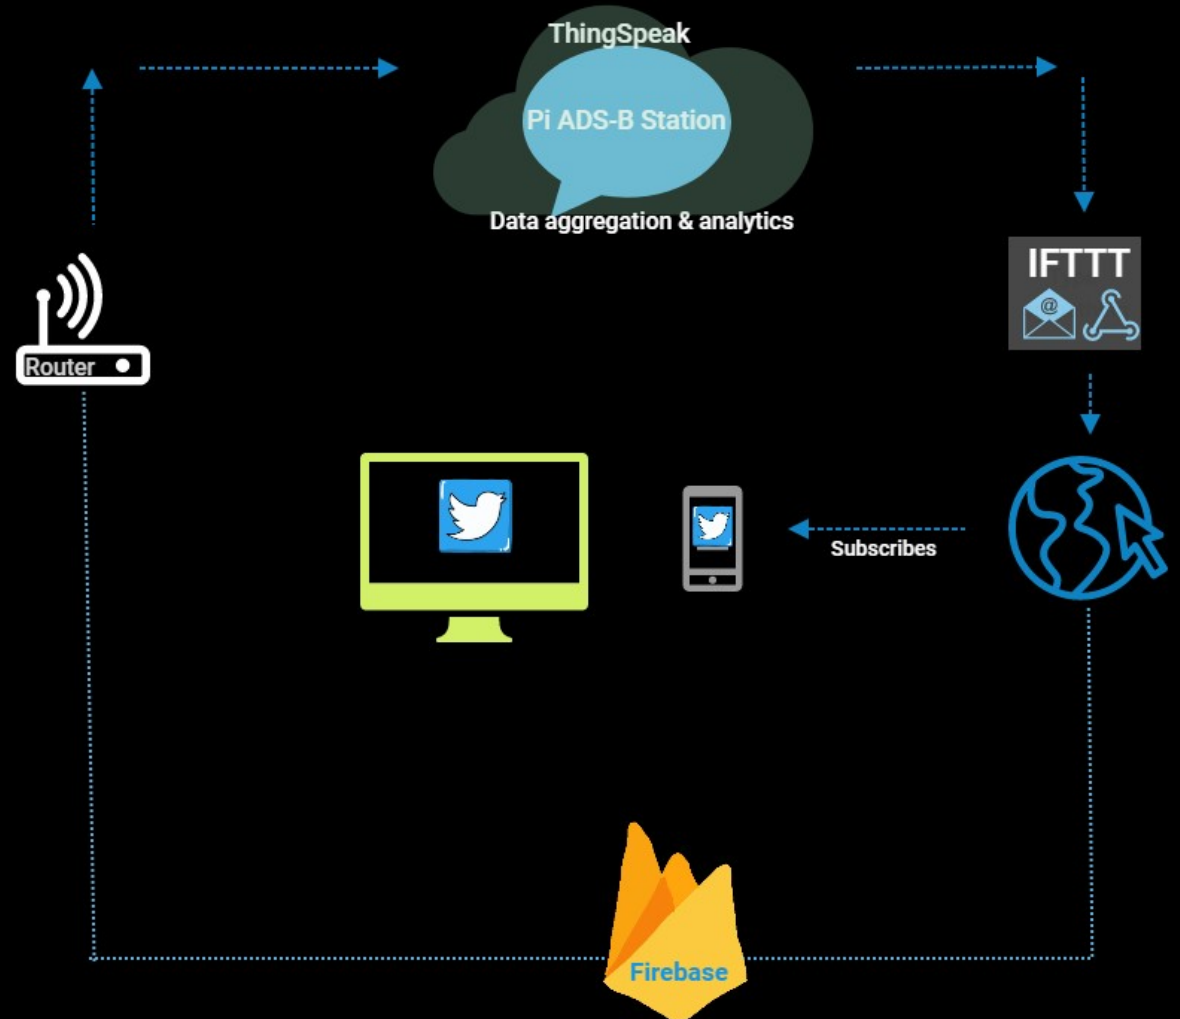 ThingSpeak
Pi ADS-B Station
Data aggregation & analytics
IFTTT
@
Router
Subscribes
Firebase